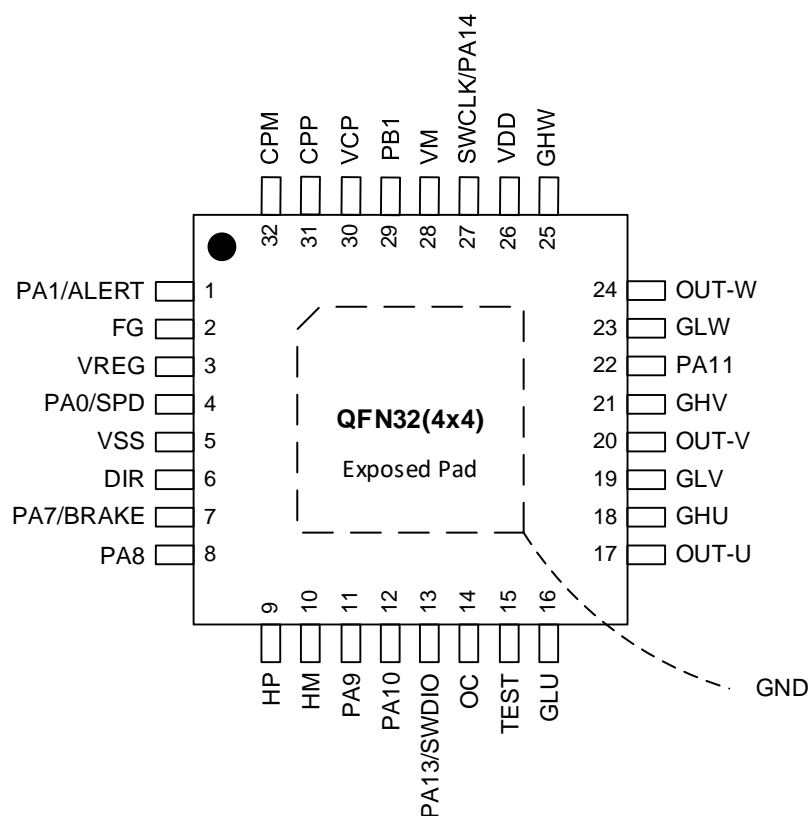 CPM
CPP
VCP
PB1
VM
SWCLK/PA14
VDD
GHW
32
31
30
29
28
27
26
25
PA1/ALERT 1
FG 2
VREG 3
PA0/SPD 4
VSS 5
DIR 6
PA7/BRAKE 7
PA8 8
24 OUT-W
23 GLW
22 PA11
21 GHV
20 OUT-V
19 GLV
18 GHU
17 OUT-U
QFN32(4x4)
Exposed Pad
9
10
11
12
13
14
15
16
HP
HM
PA9
PA10
PA13/SWDIO
OC
TEST
GLU
GND